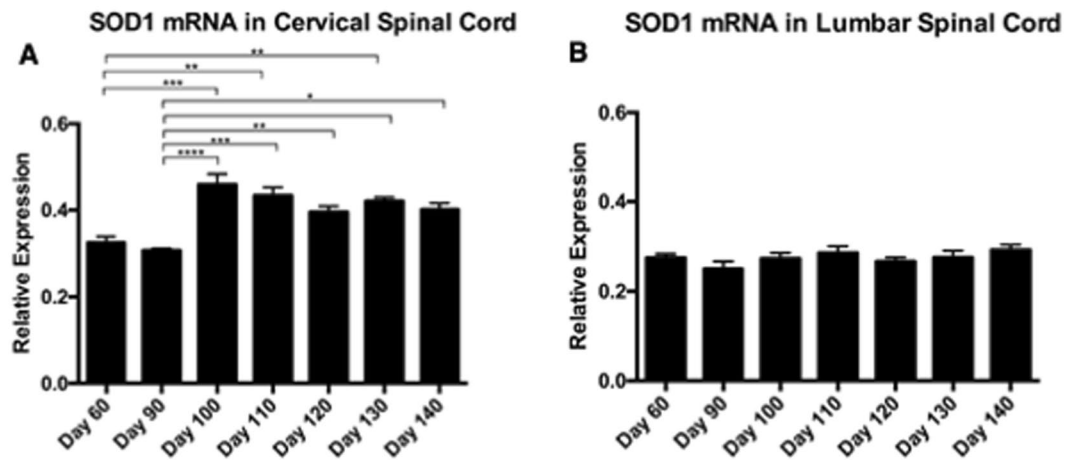 SOD1 mRNA in Cervical Spinal Cord
A
**
**
***
*
**
***
****
Relative Expression
0.6
0.4
0.2
0.0
Day 60
Day 90
Day 100
Day 110
Day 120
Day 130
Day 140
SOD1 mRNA in Lumbar Spinal Cord
B
Relative Expression
0.6
0.4
0.2
0.0
Day 60
Day 90
Day 100
Day 110
Day 120
Day 130
Day 140